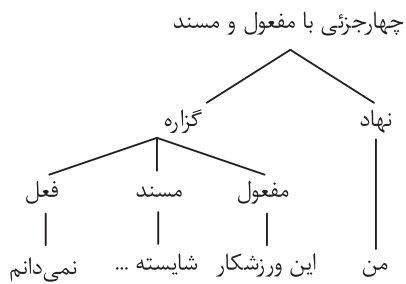 چهارجزئی با مفعول و مسند
نهاد گزاره
مفعول مسند فعل
من این ورزشکار شایسته ... نمی‌دانم